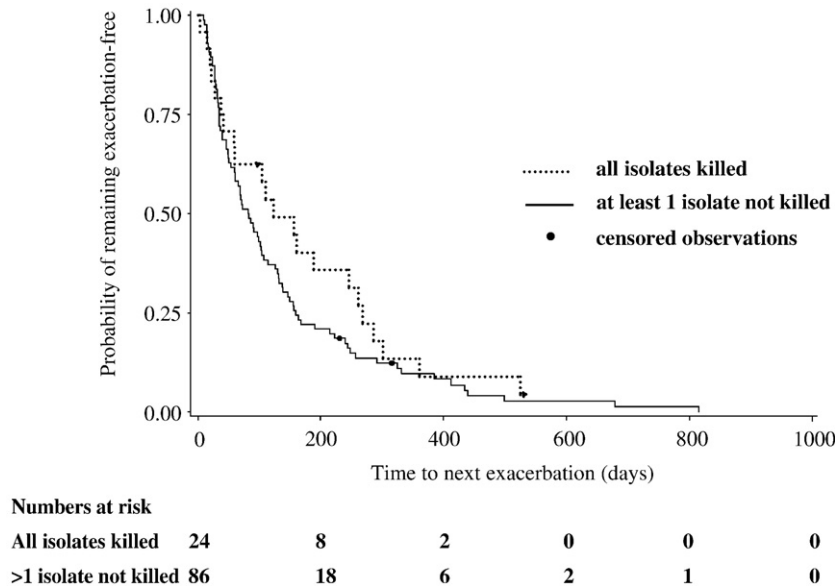 1.00
0.75
0.50
0.25
0.00
Probability of remaining exacerbation-free
all isolates killed
at least 1 isolate not killed
censored observations
0 200 400 600 800 1000
Time to next exacerbation (days)
Numbers at risk
All isolates killed 24 8 2 0 0 0
>1 isolate not killed 86 18 6 2 1 0